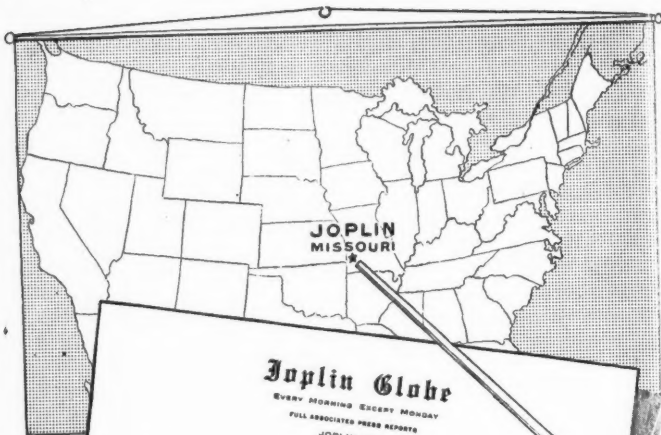 JOPLIN
MISSOURI
Joplin Globe
EVERY MORNING EXCEPT MONDAY
FULL ASSOCIATED PRESS REPORTS